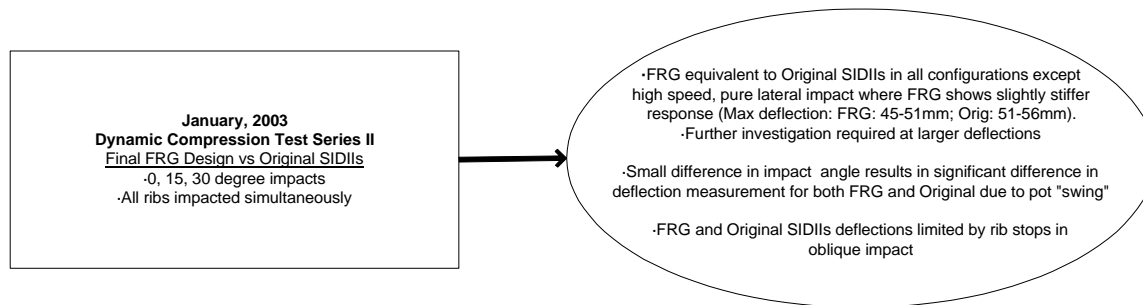 January, 2003
Dynamic Compression Test Series II
Final FRG Design vs Original SIDIIs
·0, 15, 30 degree impacts
·All ribs impacted simultaneously
·FRG equivalent to Original SIDIIs in all configurations except
high speed, pure lateral impact where FRG shows slightly stiffer
response (Max deflection: FRG: 45-51mm; Orig: 51-56mm).
·Further investigation required at larger deflections
·Small difference in impact angle results in significant difference in
deflection measurement for both FRG and Original due to pot "swing"
·FRG and Original SIDIIs deflections limited by rib stops in
oblique impact